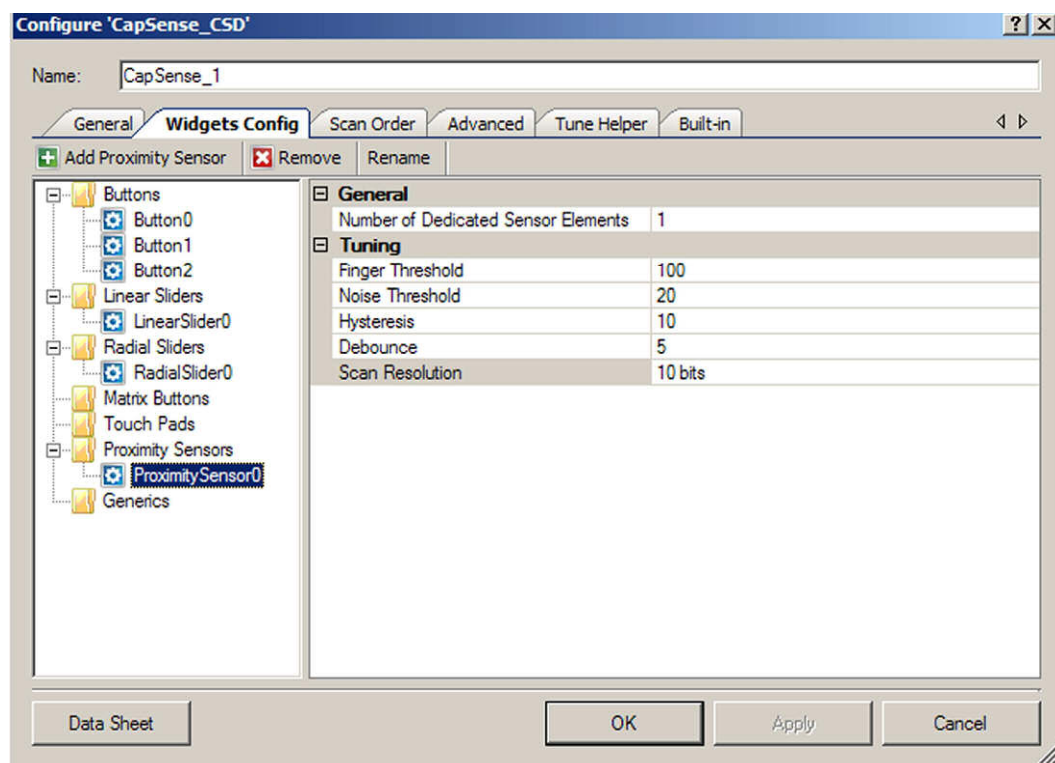 Configure 'CapSense_CSD'
Name: CapSense_1
General Widgets Config Scan Order Advanced Tune Helper Built-in
Add Proximity Sensor Remove Rename
Buttons
Button0
Button1
Button2
Linear Sliders
LinearSlider0
Radial Sliders
RadialSlider0
Matrix Buttons
Touch Pads
Proximity Sensors
ProximitySensor0
Generics
General
Number of Dedicated Sensor Elements 1
Tuning
Finger Threshold 100
Noise Threshold 20
Hysteresis 10
Debounce 5
Scan Resolution 10 bits
Data Sheet OK Apply Cancel